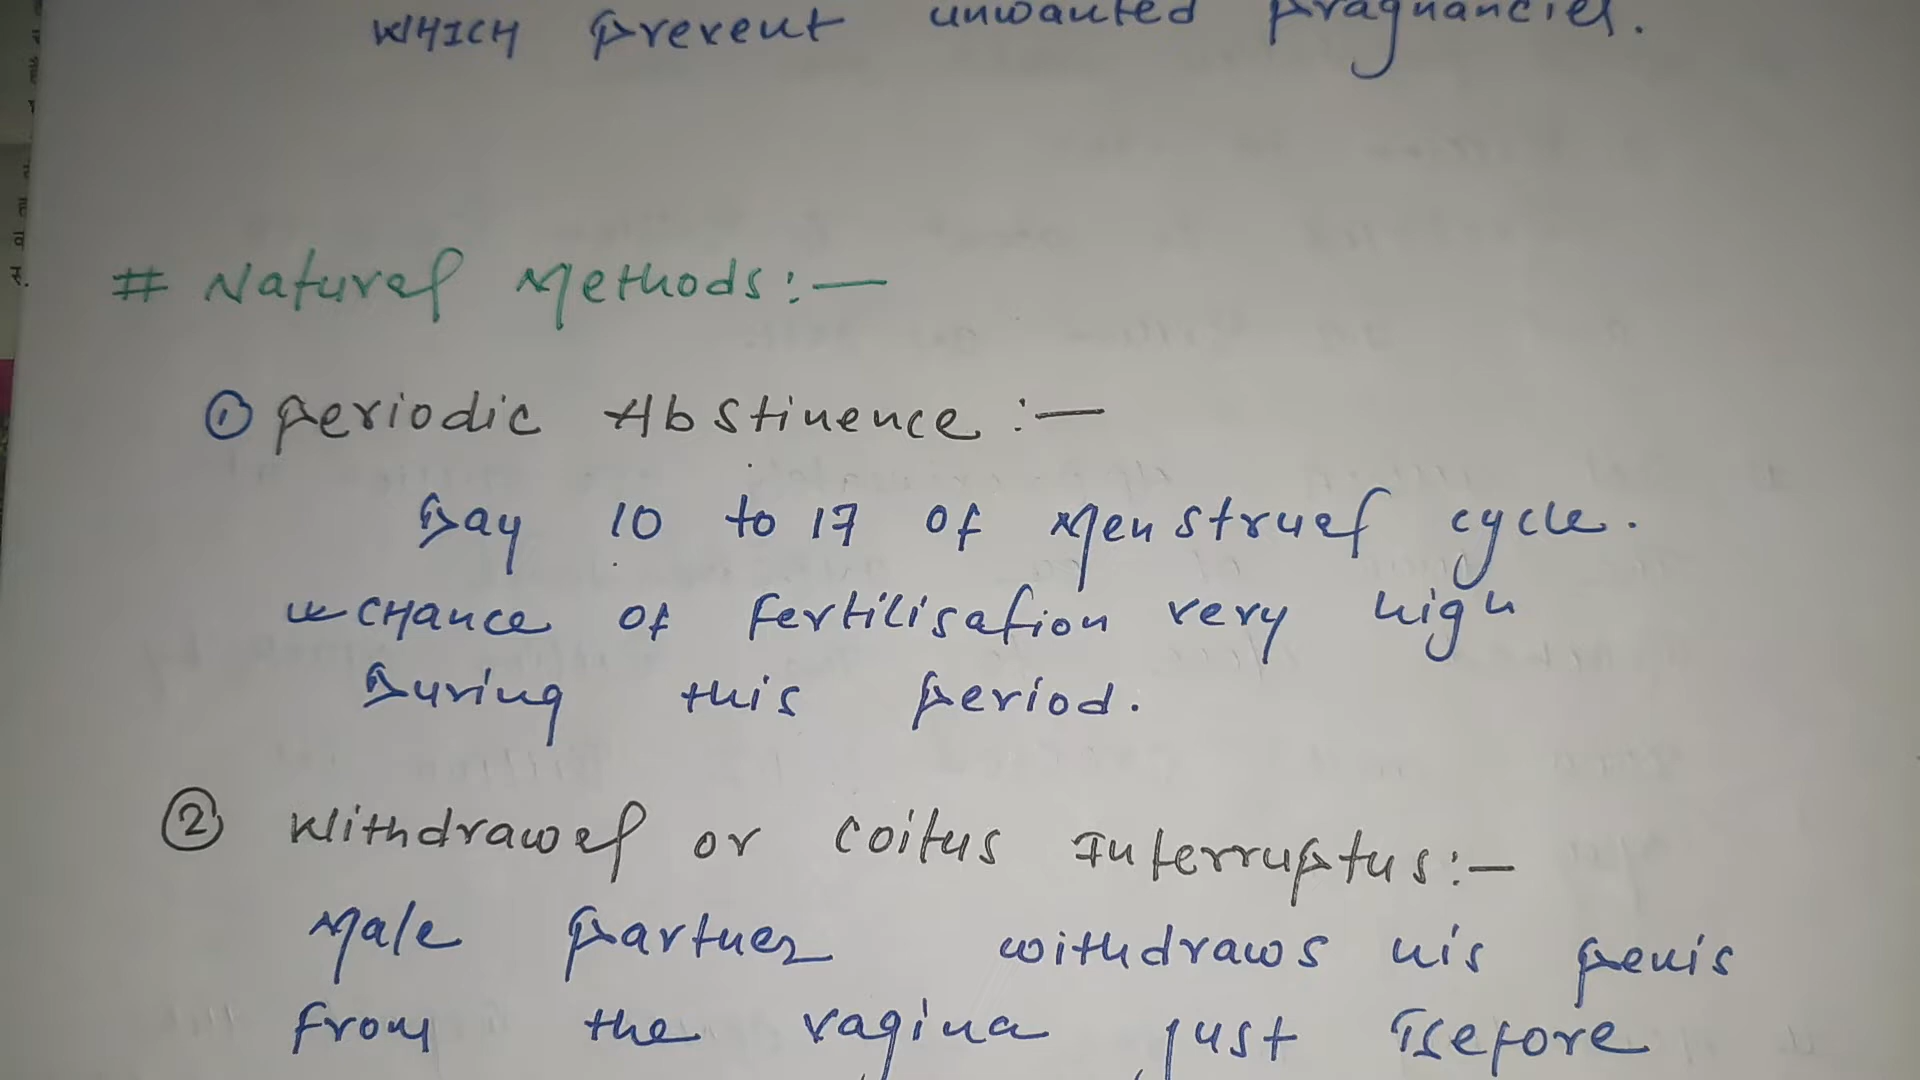 WHICH prevent unwanted pragnancies.
# Natural Methods:—
① Periodic Abstinence:—
Day 10 to 17 of Menstrual cycle.
Chance of fertilisation very high
During this period.
② Withdrawal or coitus Interruptus:—
Male partner withdraws his penis
from the vagina just Before